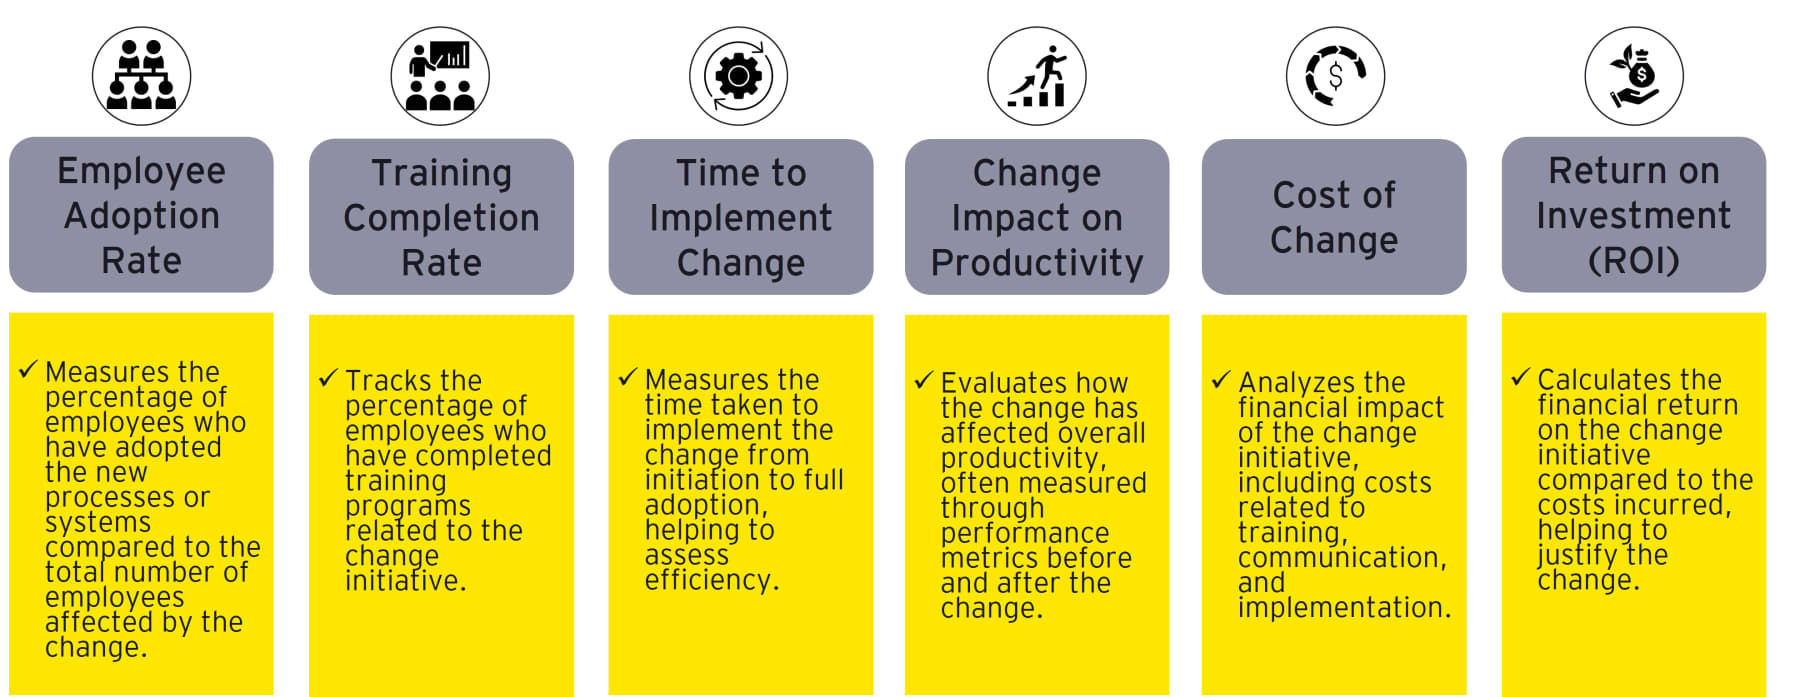 Employee
Adoption
Rate
Training
Completion
Rate
Time to
Implement
Change
Change
Impact on
Productivity
Cost of
Change
Return on
Investment
(ROI)
✓ Measures the
percentage of
employees who
have adopted
the new
processes or
systems
compared to the
total number of
employees
affected by the
change.
✓ Tracks the
percentage of
employees who
have completed
training
programs
related to the
change
initiative.
✓ Measures the
time taken to
implement the
change from
initiation to full
adoption,
helping to
assess
efficiency.
✓ Evaluates how
the change has
affected overall
productivity,
often measured
through
performance
metrics before
and after the
change.
✓ Analyzes the
financial impact
of the change
initiative,
including costs
related to
training,
communication,
and
implementation.
✓ Calculates the
financial return
on the change
initiative
compared to the
costs incurred,
helping to
justify the
change.